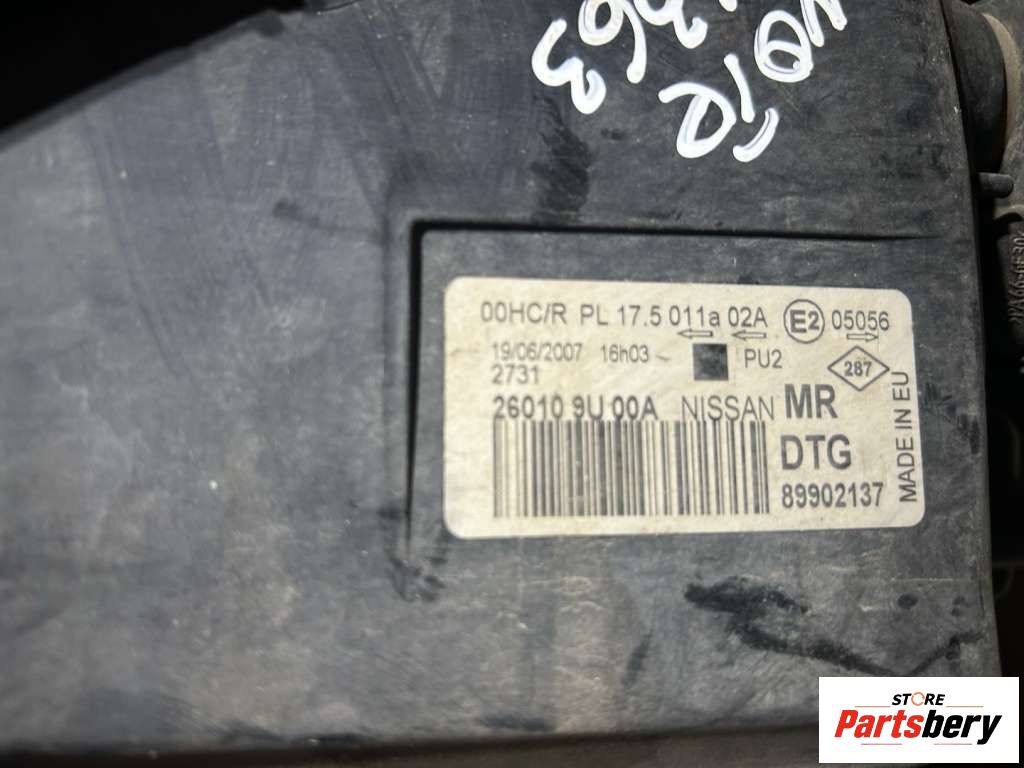 00HC/R PL 17.5 011a 02A E2 05056
19/06/2007 16h03 PU2 287
2731
26010 9U 00A NISSAN MR
DTG
89902137
MADE IN EU
STORE
Partsbery